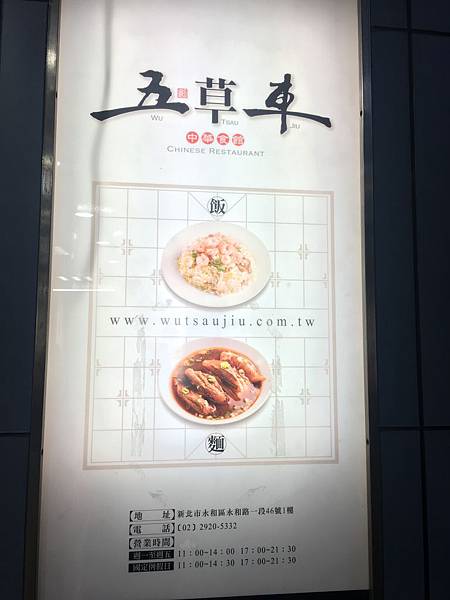 五草車
WU TSAU JIU
中華食館
CHINESE RESTAURANT
飯
www.wutsaujiu.com.tw
麵
【地 址】新北市永和區永和路一段46號1樓
【電 話】(02) 2920-5332
【營業時間】
週一至週五 11:00~14:00 17:00~21:30
國定例假日 11:00~14:30 17:00~21:30